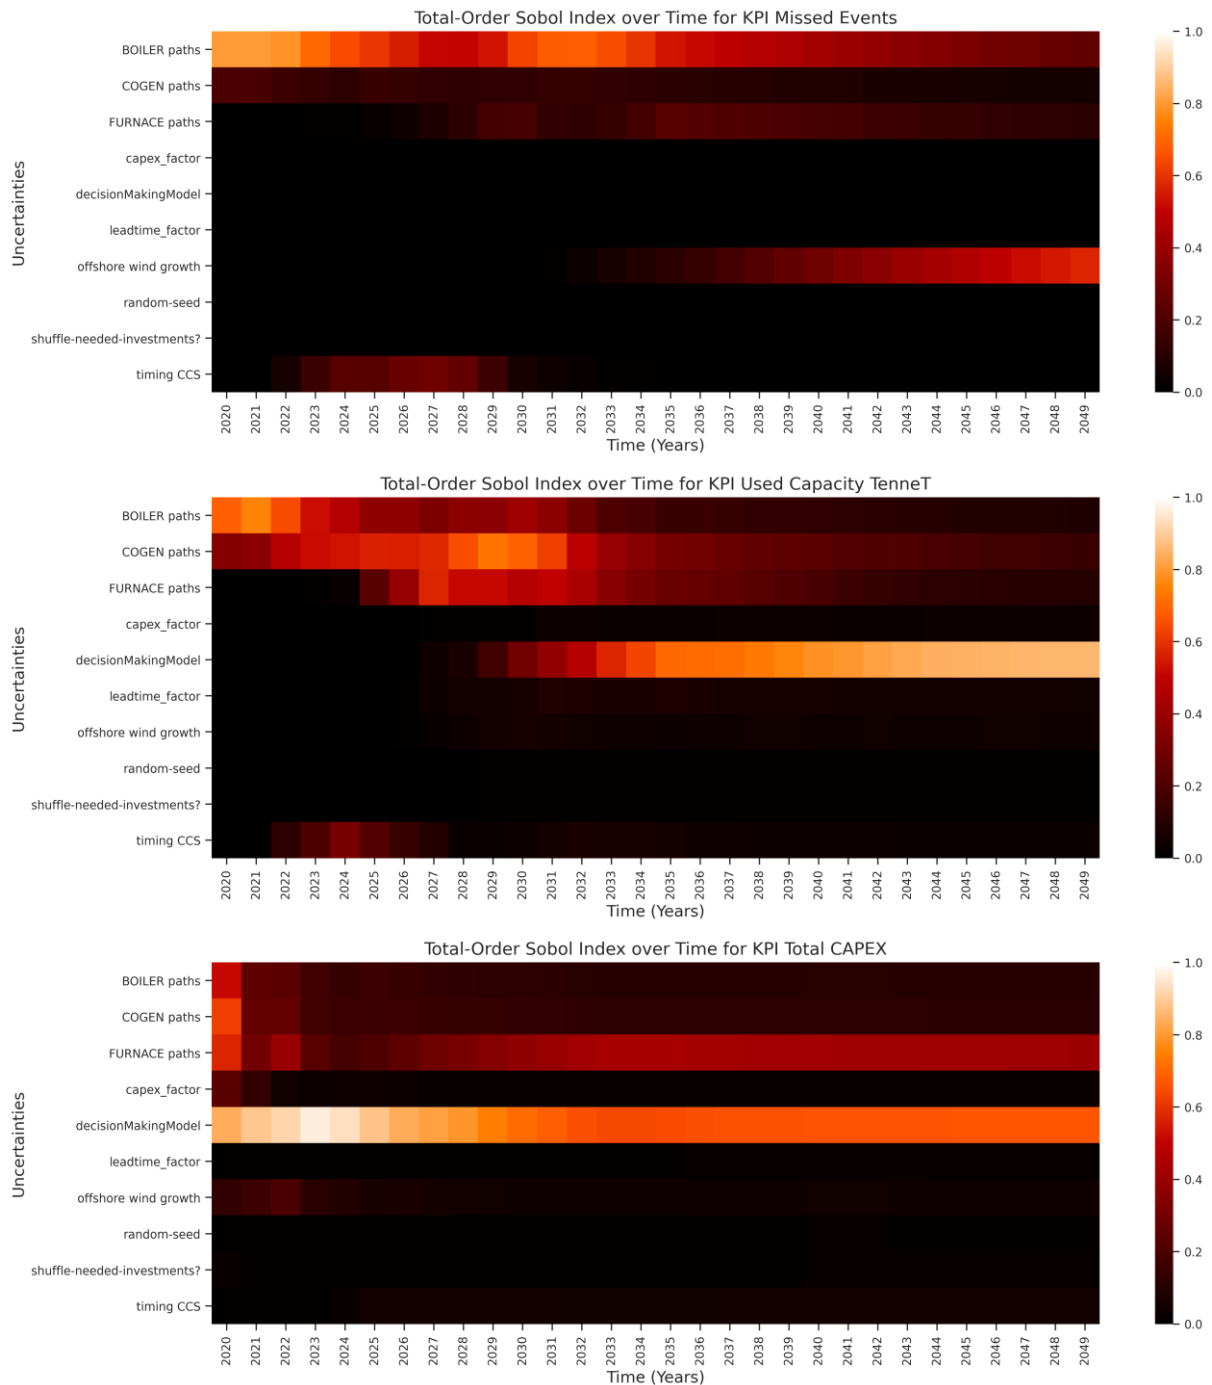 Total-Order Sobol Index over Time for KPI Missed Events
Uncertainties
BOILER paths
COGEN paths
FURNACE paths
capex_factor
decisionMakingModel
leadtime_factor
offshore wind growth
random-seed
shuffle-needed-investments?
timing CCS
1.0
0.8
0.6
0.4
0.2
0.0
2020 2021 2022 2023 2024 2025 2026 2027 2028 2029 2030 2031 2032 2033 2034 2035 2036 2037 2038 2039 2040 2041 2042 2043 2044 2045 2046 2047 2048 2049
Time (Years)
Total-Order Sobol Index over Time for KPI Used Capacity TenneT
Uncertainties
BOILER paths
COGEN paths
FURNACE paths
capex_factor
decisionMakingModel
leadtime_factor
offshore wind growth
random-seed
shuffle-needed-investments?
timing CCS
1.0
0.8
0.6
0.4
0.2
0.0
2020 2021 2022 2023 2024 2025 2026 2027 2028 2029 2030 2031 2032 2033 2034 2035 2036 2037 2038 2039 2040 2041 2042 2043 2044 2045 2046 2047 2048 2049
Time (Years)
Total-Order Sobol Index over Time for KPI Total CAPEX
Uncertainties
BOILER paths
COGEN paths
FURNACE paths
capex_factor
decisionMakingModel
leadtime_factor
offshore wind growth
random-seed
shuffle-needed-investments?
timing CCS
1.0
0.8
0.6
0.4
0.2
0.0
2020 2021 2022 2023 2024 2025 2026 2027 2028 2029 2030 2031 2032 2033 2034 2035 2036 2037 2038 2039 2040 2041 2042 2043 2044 2045 2046 2047 2048 2049
Time (Years)